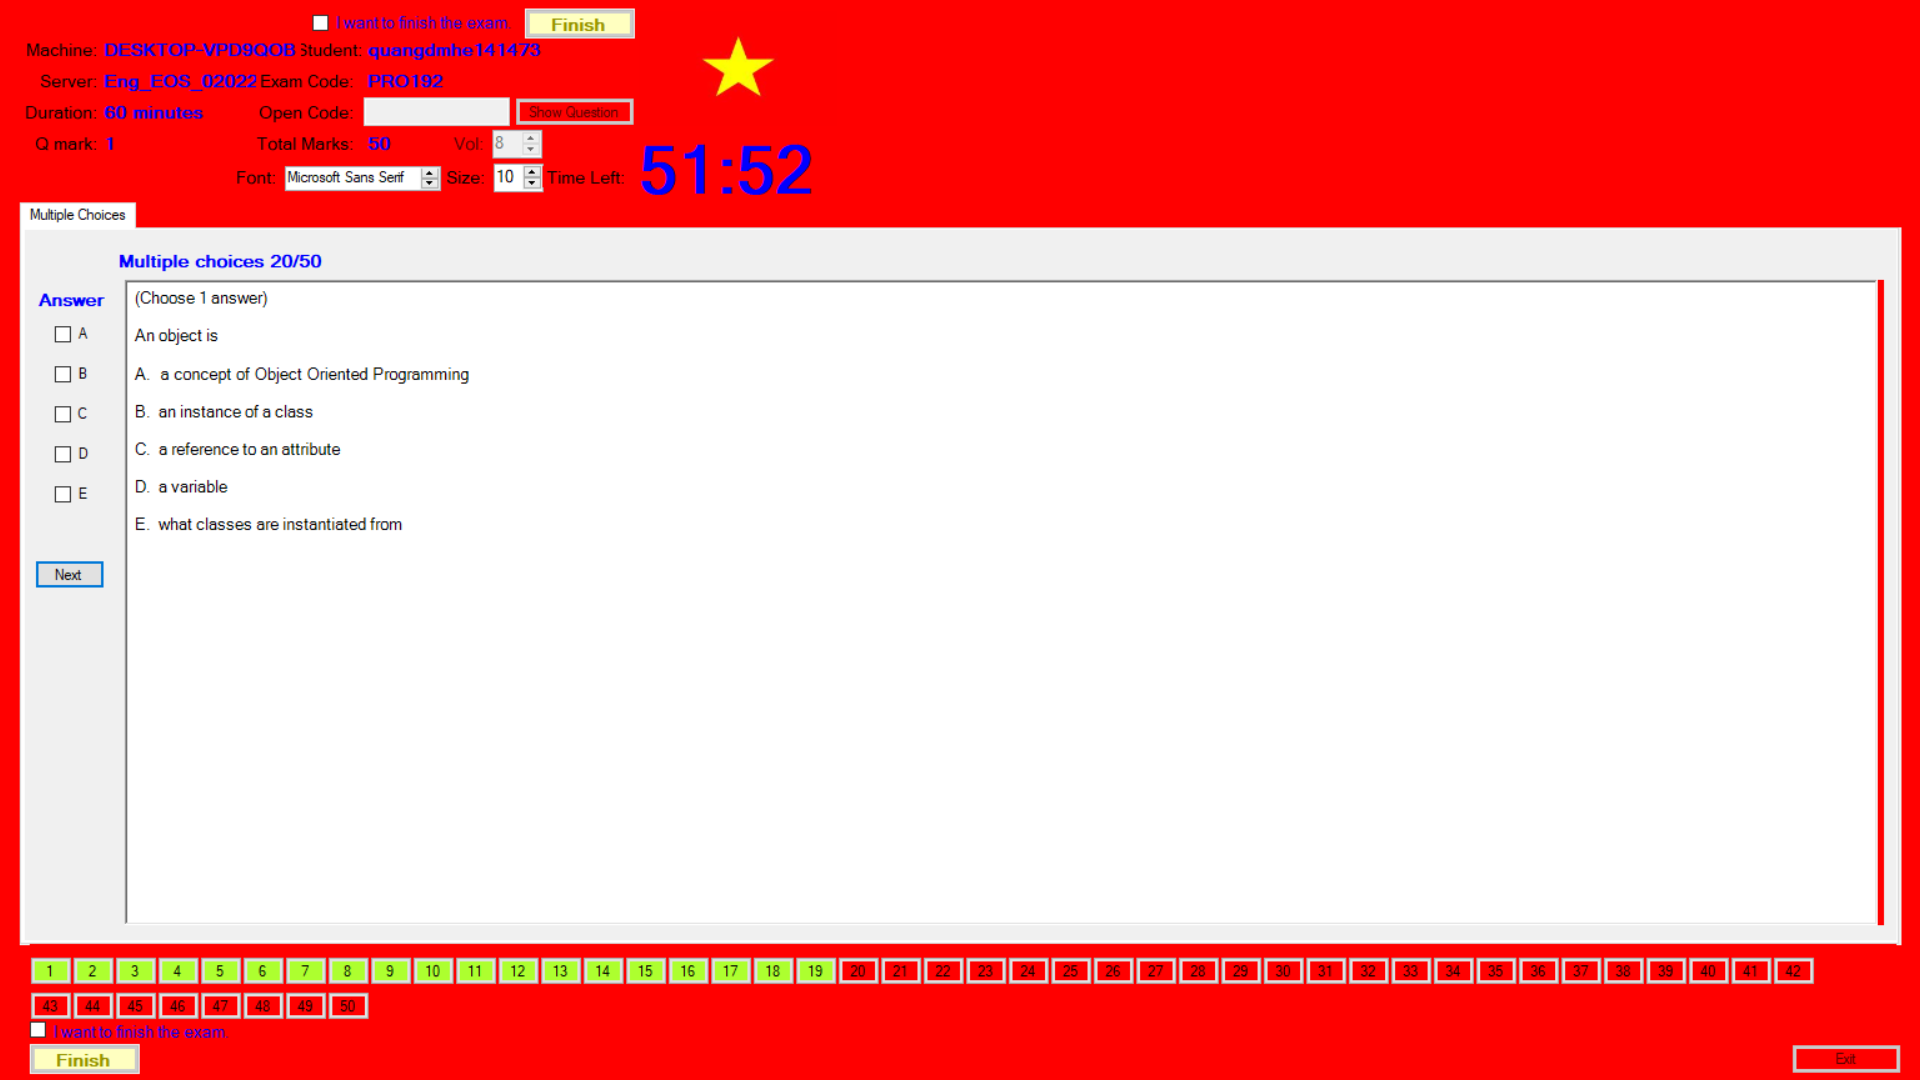 I want to finish the exam. Finish
Machine: DESKTOP-VPD9QOB Student: quangdmhe141473
Server: Eng_EOS_02022 Exam Code: PRO192
Duration: 60 minutes Open Code: Show Question
Q mark: 1 Total Marks: 50 Vol: 8
Font: Microsoft Sans Serif Size: 10 Time Left: 51:52
Multiple Choices
Multiple choices 20/50
Answer
A
B
C
D
E
Next
(Choose 1 answer)
An object is
A. a concept of Object Oriented Programming
B. an instance of a class
C. a reference to an attribute
D. a variable
E. what classes are instantiated from
1 2 3 4 5 6 7 8 9 10 11 12 13 14 15 16 17 18 19 20 21 22 23 24 25 26 27 28 29 30 31 32 33 34 35 36 37 38 39 40 41 42
43 44 45 46 47 48 49 50
I want to finish the exam.
Finish
Exit